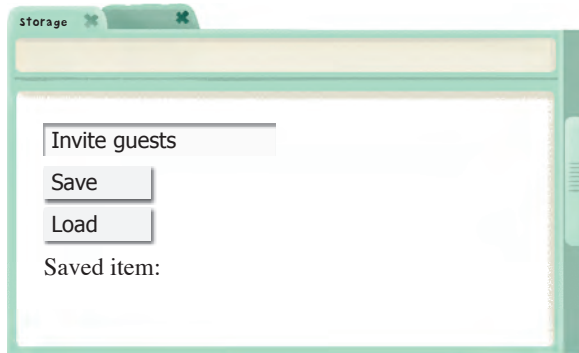 Storage
Invite guests
Save
Load
Saved item: